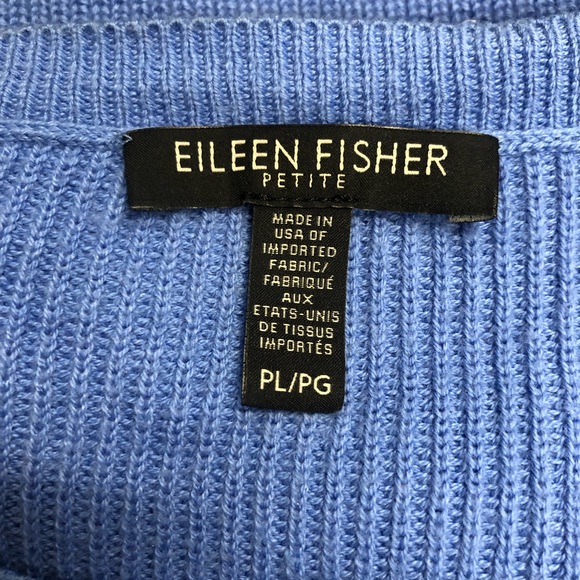 EILEEN FISHER
PETITE
MADE IN
USA OF
IMPORTED
FABRIC/
FABRIQUÉ
AUX
ETATS-UNIS
DE TISSUS
IMPORTÉS
PL/PG